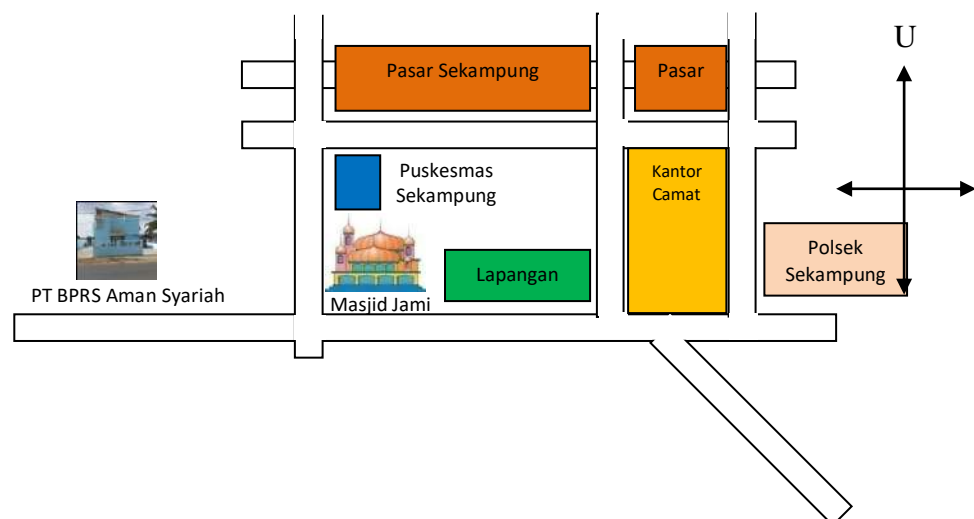 U
Pasar Sekampung
Pasar
Puskesmas
Sekampung
Kantor
Camat
Polsek
Sekampung
Lapangan
PT BPRS Aman Syariah
Masjid Jami